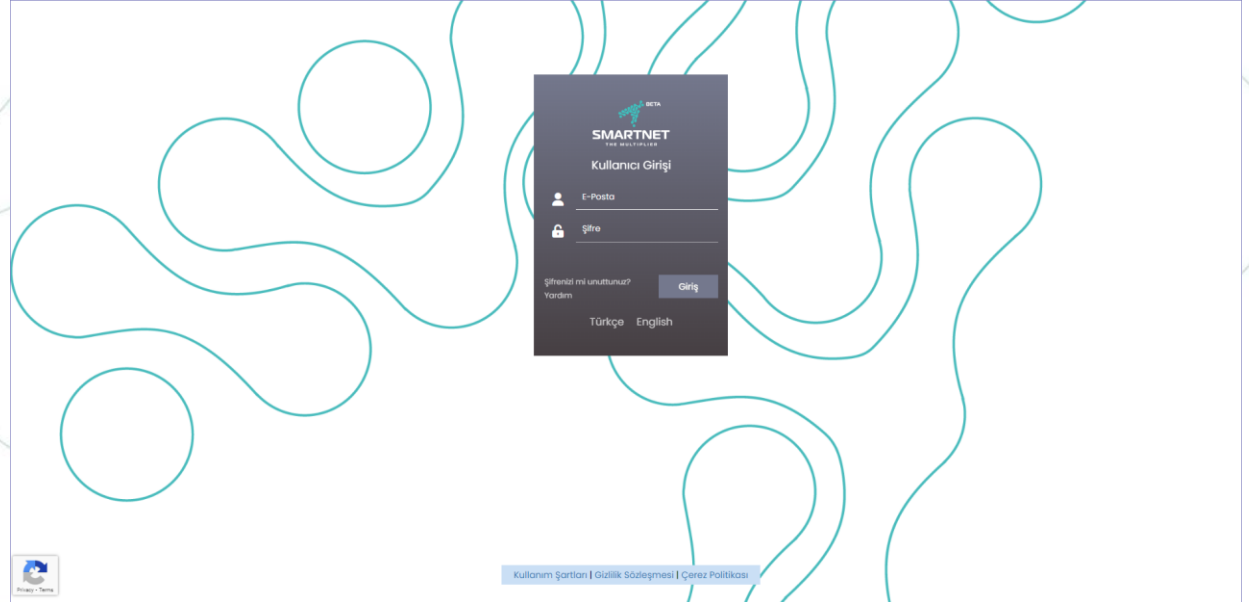 BETA
SMARTNET
THE MULTIPLIER
Kullanıcı Girişi
E-Posta
Şifre
Şifrenizi mi unuttunuz?
Giriş
Yardım
Türkçe English
Kullanım Şartları | Gizlilik Sözleşmesi | Çerez Politikası
Privacy - Terms